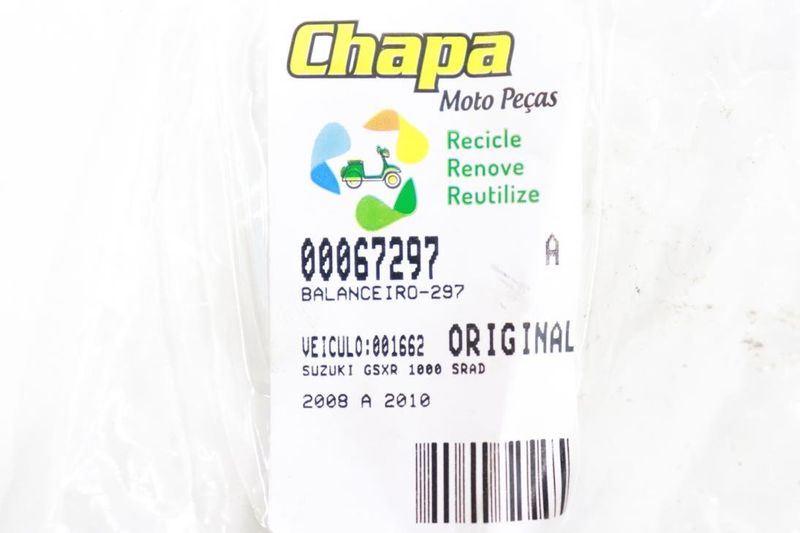 Chapa
Moto Peças
Recicle
Renove
Reutilize
00067297 A
BALANCEIRO-297
VEICULO:001662 ORIGINAL
SUZUKI GSXR 1000 SRAD
2008 A 2010